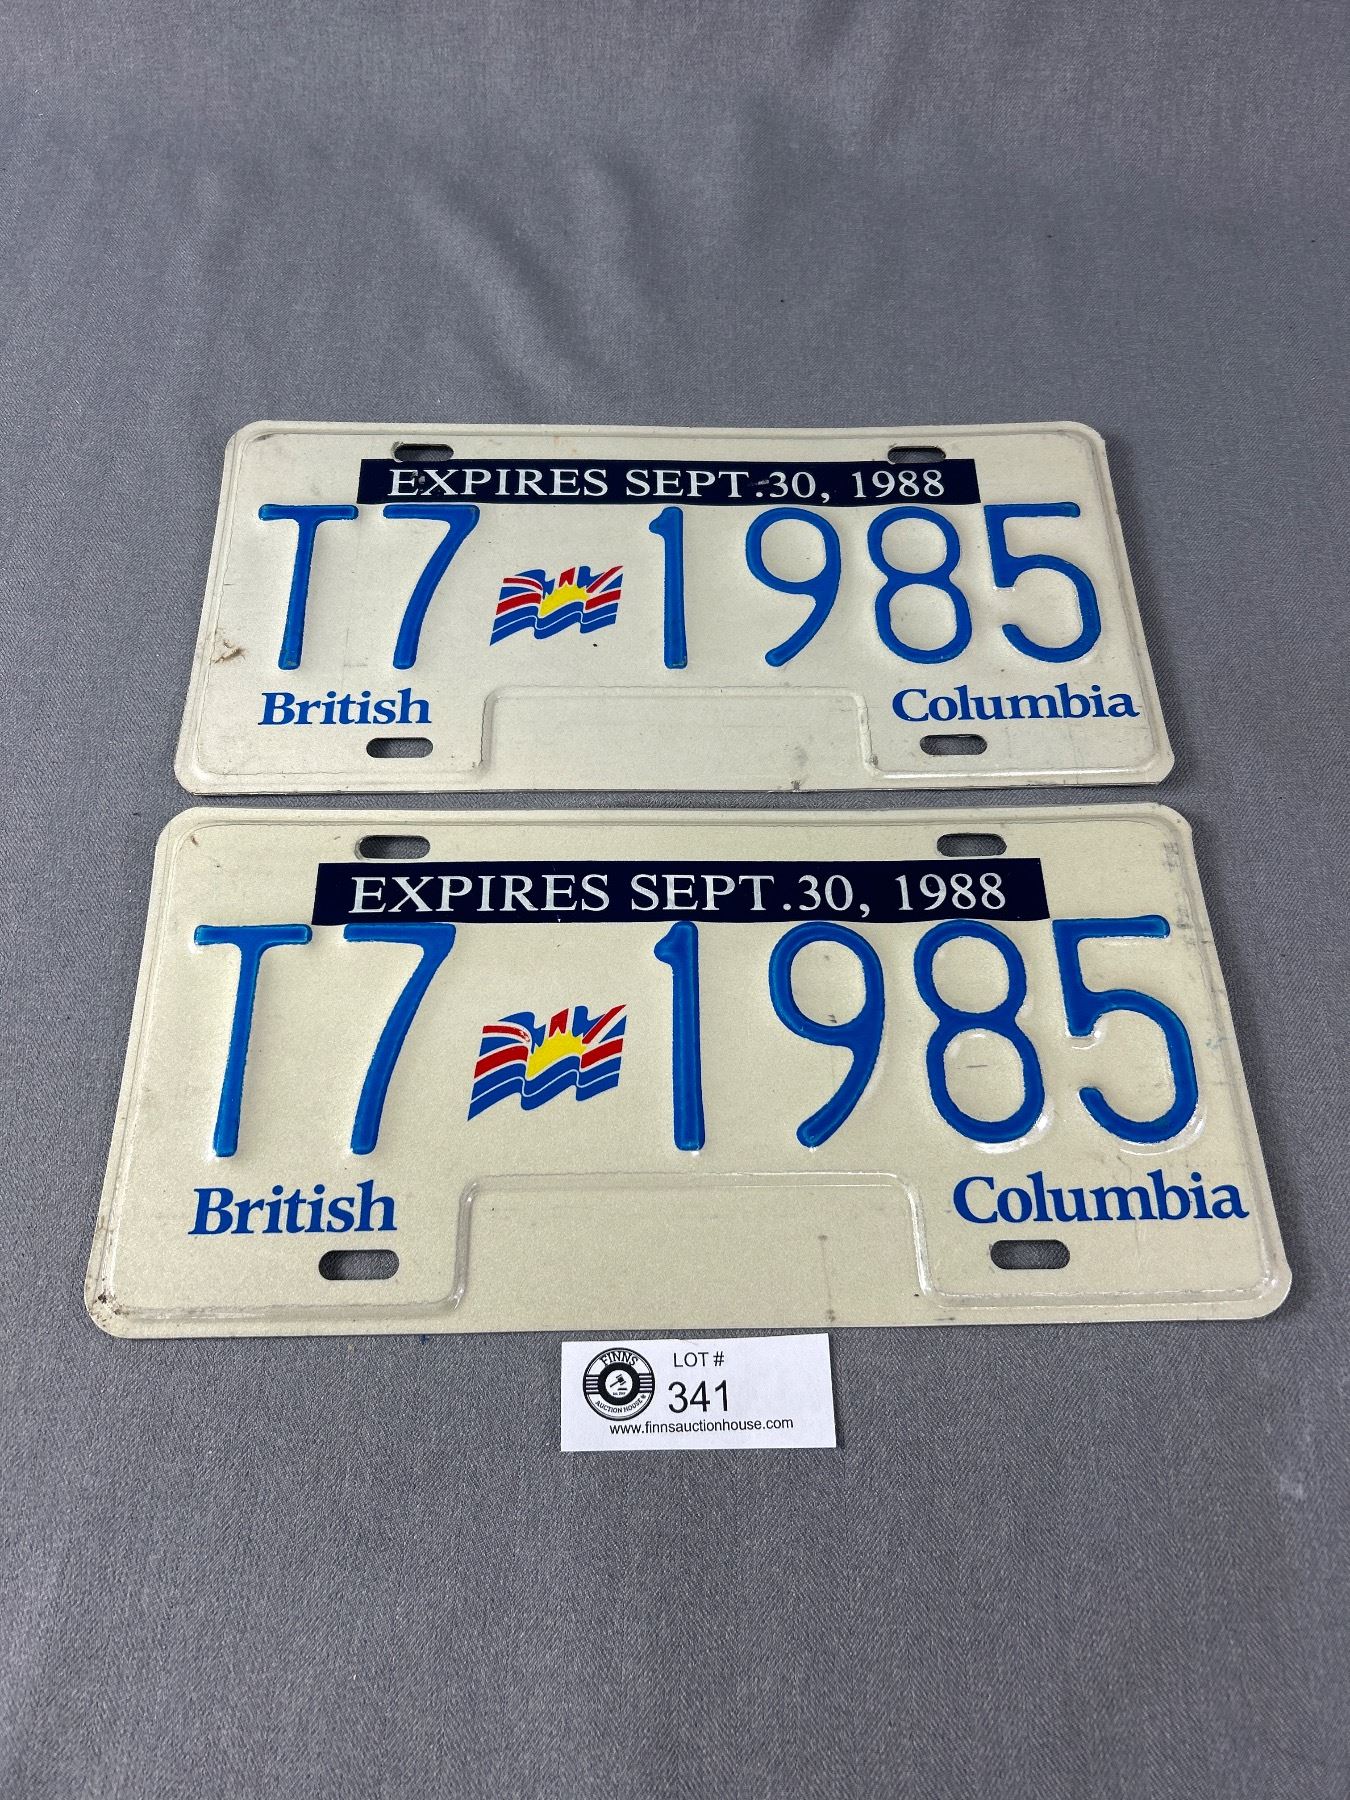 EXPIRES SEPT.30, 1988
T7 1985
British Columbia
EXPIRES SEPT.30, 1988
T7 1985
British Columbia
FINNS
AUCTION HOUSE
LOT #
341
www.finnsauctionhouse.com